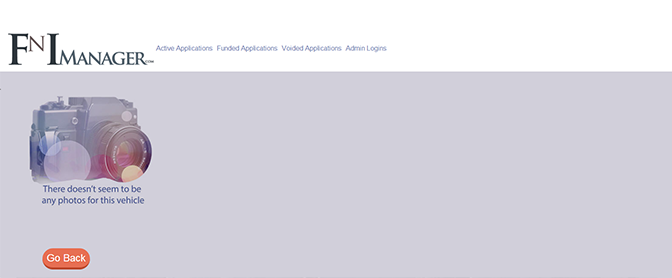 FNIMANAGER.COM
Active Applications Funded Applications Voided Applications Admin Logins
There doesn't seem to be
any photos for this vehicle
Go Back